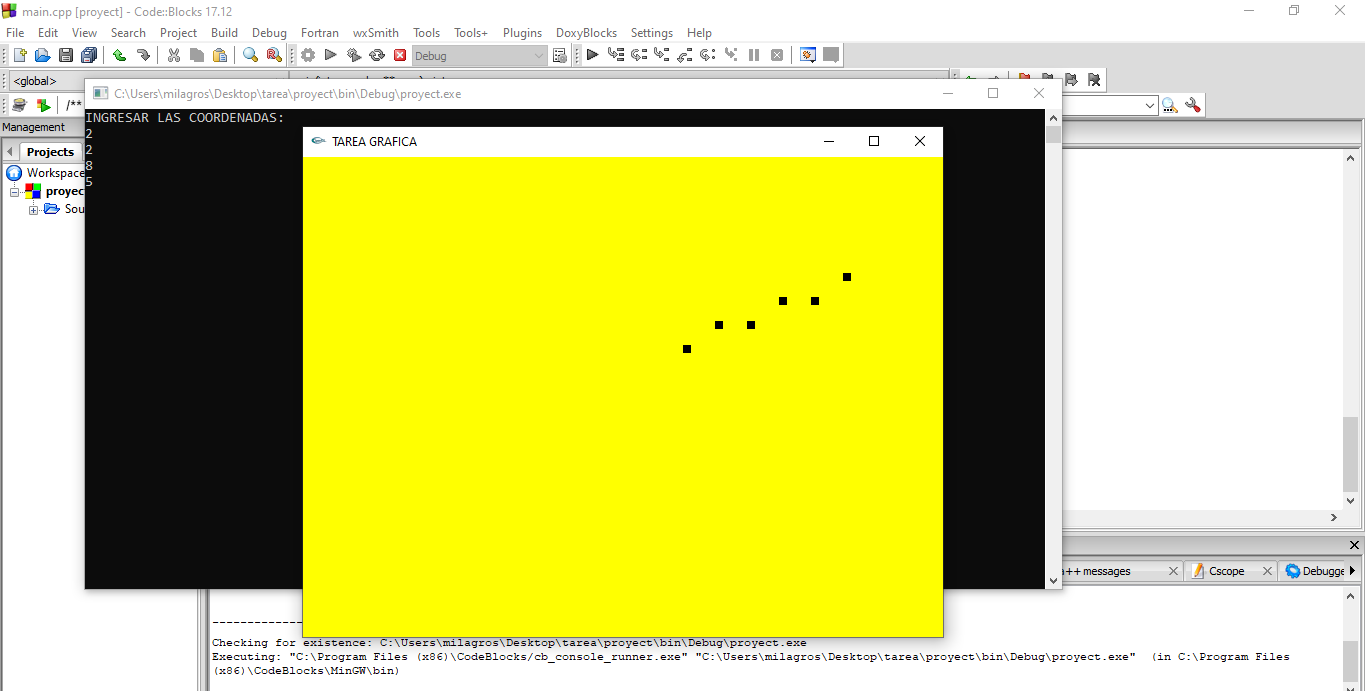 main.cpp [proyect] - Code::Blocks 17.12
File Edit View Search Project Build Debug Fortran wxSmith Tools Tools+ Plugins DoxyBlocks Settings Help
Debug
<global>
/**
C:\Users\milagros\Desktop\tarea\proyect\bin\Debug\proyect.exe
INGRESAR LAS COORDENADAS:
2
2
8
5
Management
Projects
Workspace
proyec
Sou
TAREA GRAFICA
++ messages
Cscope
Debugge
Checking for existence: C:\Users\milagros\Desktop\tarea\proyect\bin\Debug\proyect.exe
Executing: "C:\Program Files (x86)\CodeBlocks/cb_console_runner.exe" "C:\Users\milagros\Desktop\tarea\proyect\bin\Debug\proyect.exe"  (in C:\Program Files
(x86)\CodeBlocks\MinGW\bin)